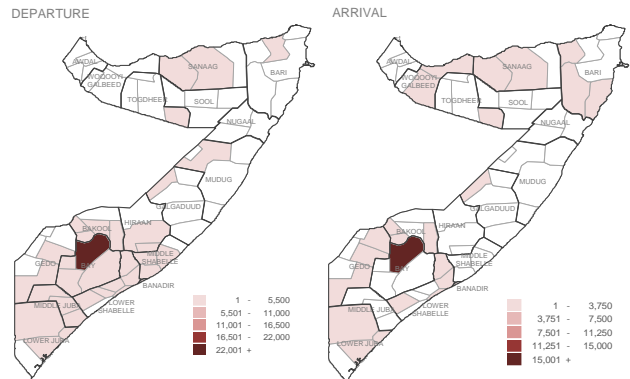 DEPARTURE
AWDAL
WOQOOYI
GALBEED
TOGDHEER
SANAAG
SOOL
BARI
NUGAAL
MUDUG
GALGADUUD
HIRAAN
BAKOOL
GEDO
BAY
MIDDLE
SHABELLE
BANADIR
LOWER
SHABELLE
MIDDLE JUBA
LOWER JUBA
1 - 5,500
5,501 - 11,000
11,001 - 16,500
16,501 - 22,000
22,001 +
ARRIVAL
AWDAL
WOQOOYI
GALBEED
TOGDHEER
SANAAG
SOOL
BARI
NUGAAL
MUDUG
GALGADUUD
HIRAAN
BAKOOL
GEDO
BAY
MIDDLE
SHABELLE
BANADIR
LOWER
SHABELLE
MIDDLE JUBA
LOWER JUBA
1 - 3,750
3,751 - 7,500
7,501 - 11,250
11,251 - 15,000
15,001 +